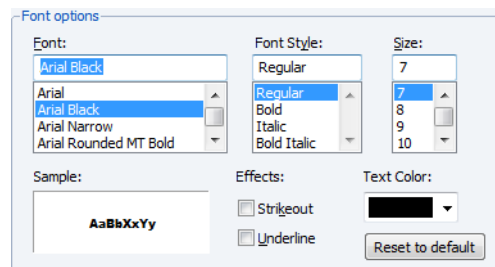 Font options
Font: Font Style: Size:
Arial Black Regular 7
Arial Regular 7
Arial Black Bold 8
Arial Narrow Italic 9
Arial Rounded MT Bold Bold Italic 10
Sample: Effects: Text Color:
AaBbXxYy
Strikeout
Underline
Reset to default